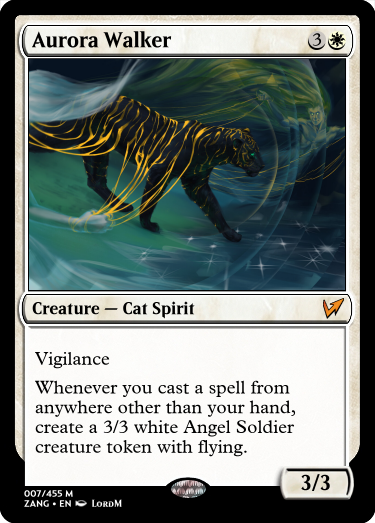 Aurora Walker 3
Creature — Cat Spirit
Vigilance
Whenever you cast a spell from
anywhere other than your hand,
create a 3/3 white Angel Soldier
creature token with flying.
3/3
007/455 M
ZANG • EN LordM